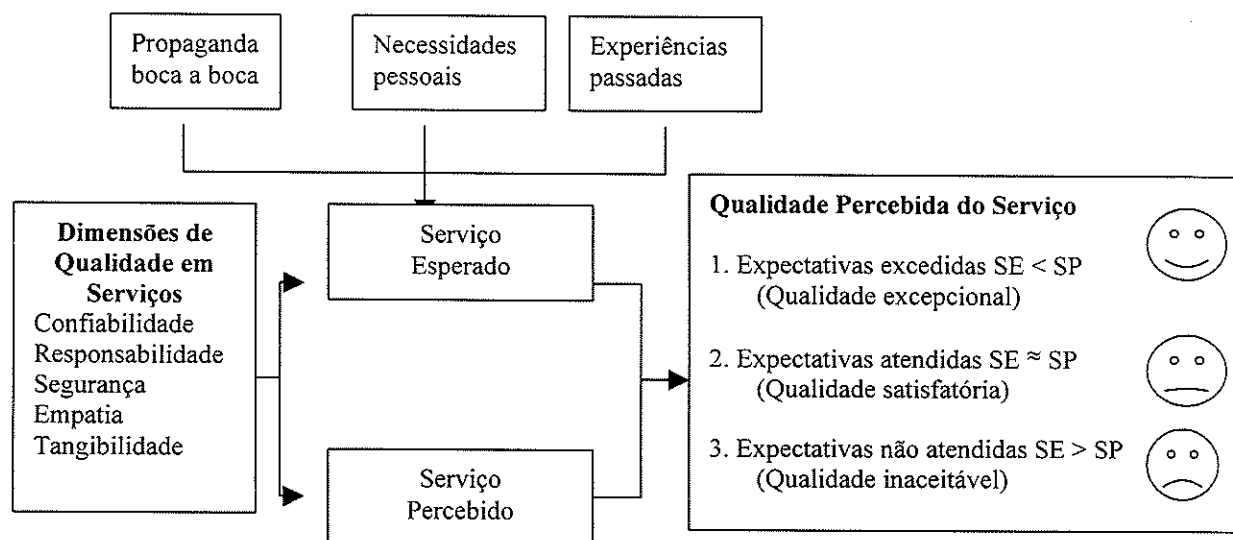 Propaganda
boca a boca
Necessidades
pessoais
Experiências
passadas
Dimensões de
Qualidade em
Serviços
Confiabilidade
Responsabilidade
Segurança
Empatia
Tangibilidade
Serviço
Esperado
Serviço
Percebido
Qualidade Percebida do Serviço
1. Expectativas excedidas SE < SP
(Qualidade excepcional)
2. Expectativas atendidas SE ≈ SP
(Qualidade satisfatória)
3. Expectativas não atendidas SE > SP
(Qualidade inaceitável)